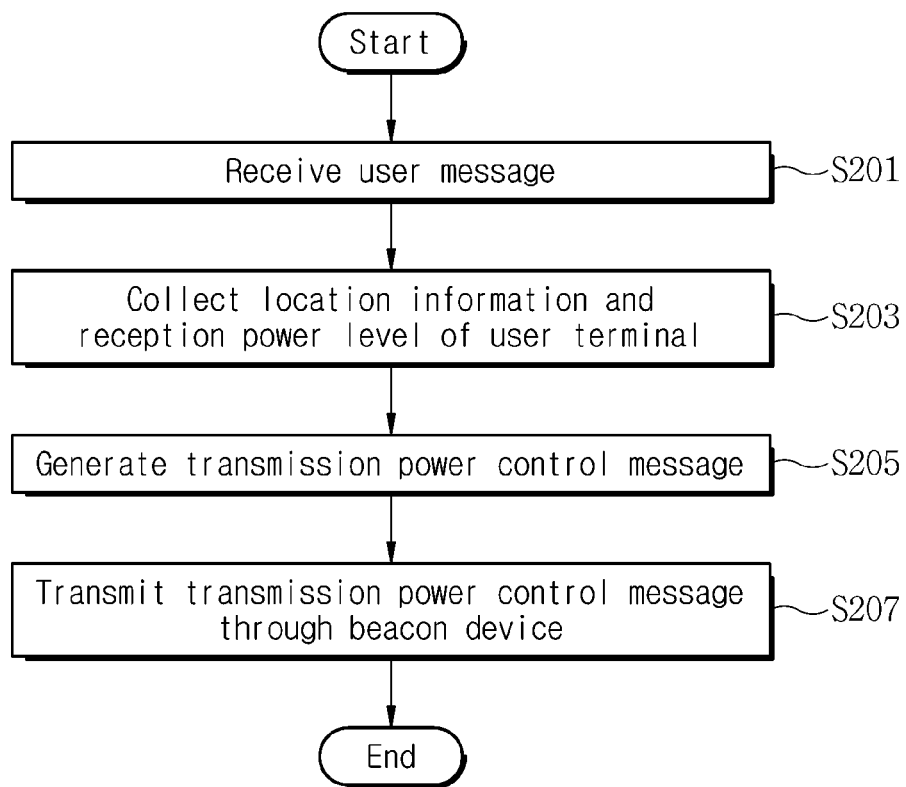 Start
Receive user message
S201
Collect location information and
reception power level of user terminal
S203
Generate transmission power control message
S205
Transmit transmission power control message
through beacon device
S207
End